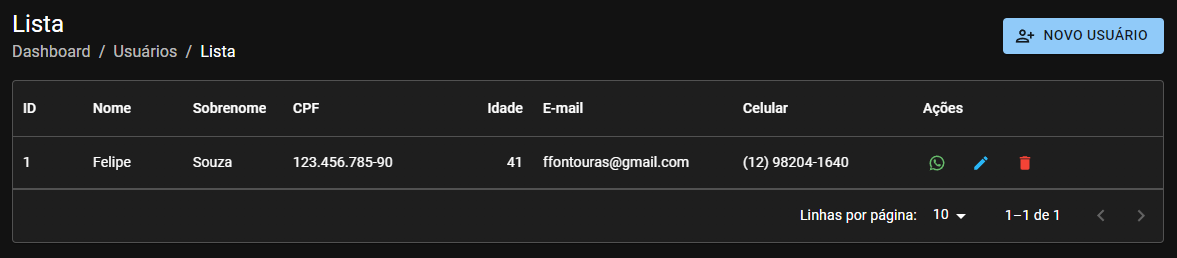 Lista
Dashboard / Usuários / Lista
NOVO USUÁRIO
ID Nome Sobrenome CPF Idade E-mail Celular Ações
1 Felipe Souza 123.456.785-90 41 ffontouras@gmail.com (12) 98204-1640
Linhas por página: 10 1–1 de 1